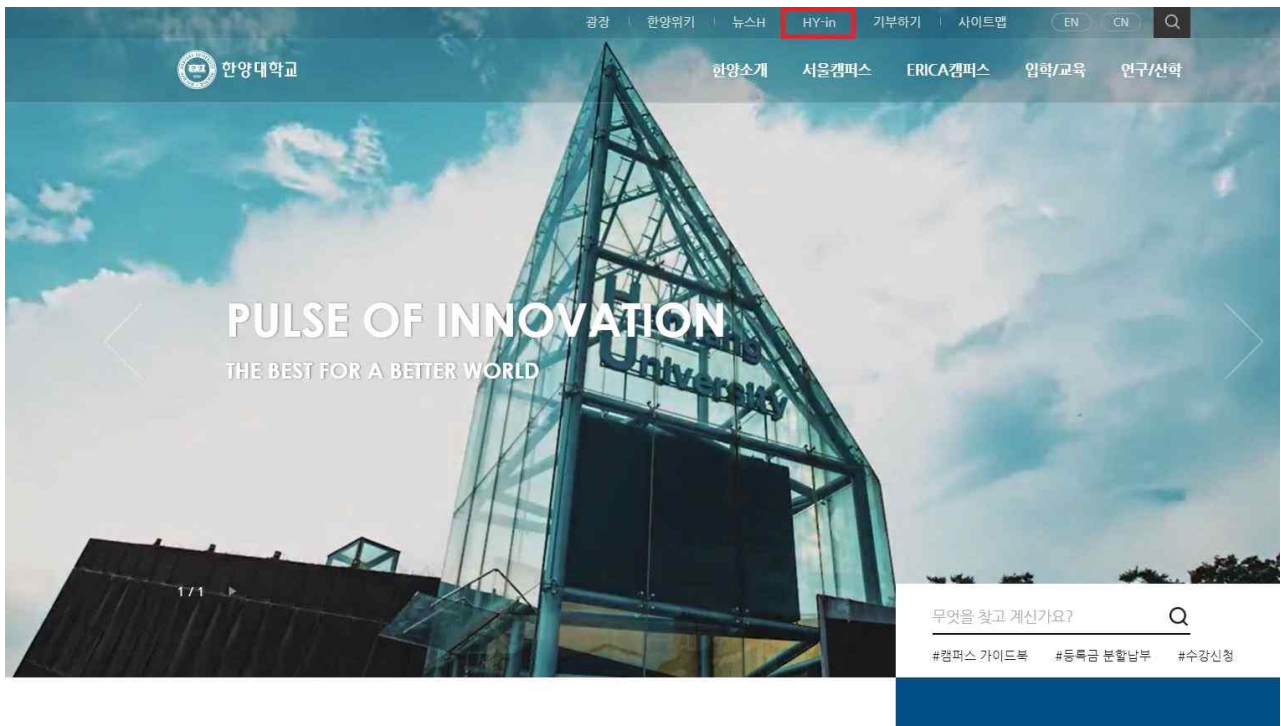 광장 한양위키 뉴스H HY-in 기부하기 사이트맵 EN CN
한양대학교
한양소개 서울캠퍼스 ERICA캠퍼스 입학/교육 연구/산학
PULSE OF INNOVATION
THE BEST FOR A BETTER WORLD
Hanyang
University
1 / 1
무엇을 찾고 계신가요?
#캠퍼스 가이드북 #등록금 분할납부 #수강신청